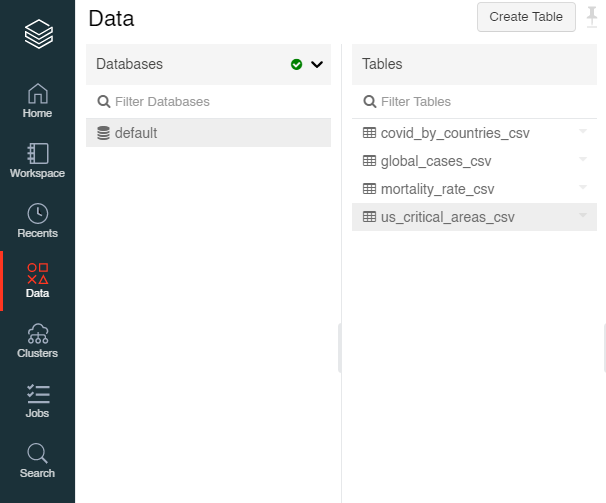 Data
Create Table
Databases
Tables
Filter Databases
Filter Tables
default
covid_by_countries_csv
global_cases_csv
mortality_rate_csv
us_critical_areas_csv
Home
Workspace
Recents
Data
Clusters
Jobs
Search